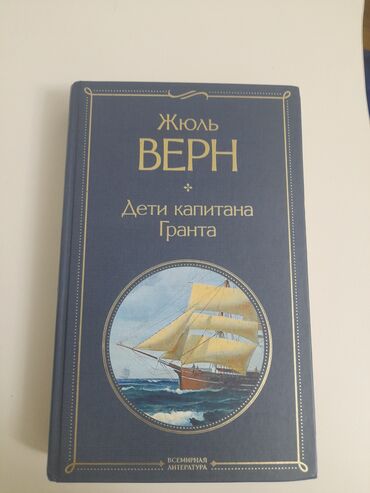 Жюль
ВЕРН
Дети капитана
Гранта
ВСЕМИРНАЯ
ЛИТЕРАТУРА